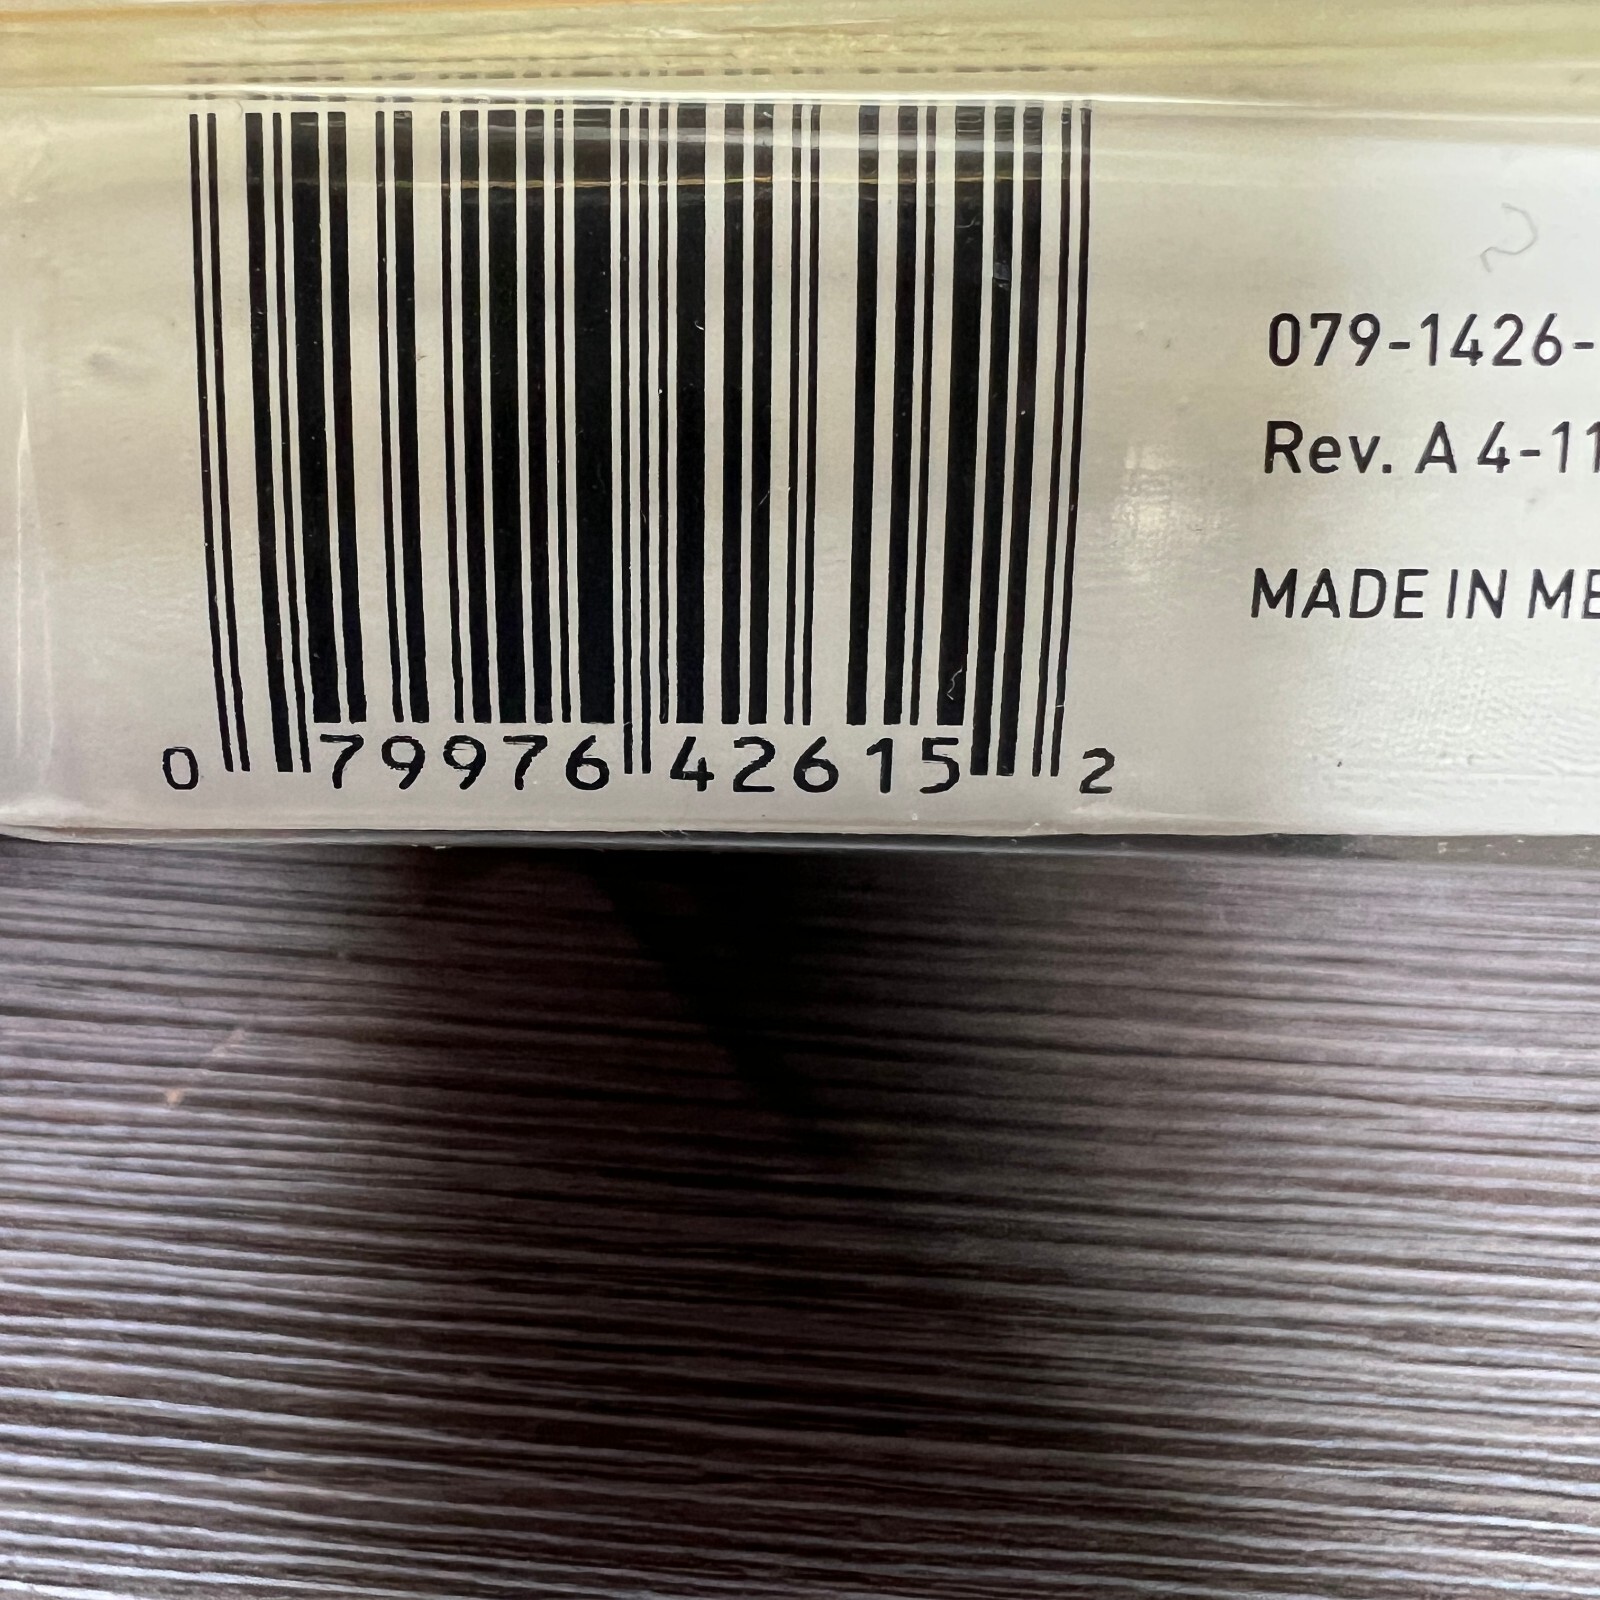 079-1426-
Rev. A 4-11
MADE IN ME
0 79976 42615 2